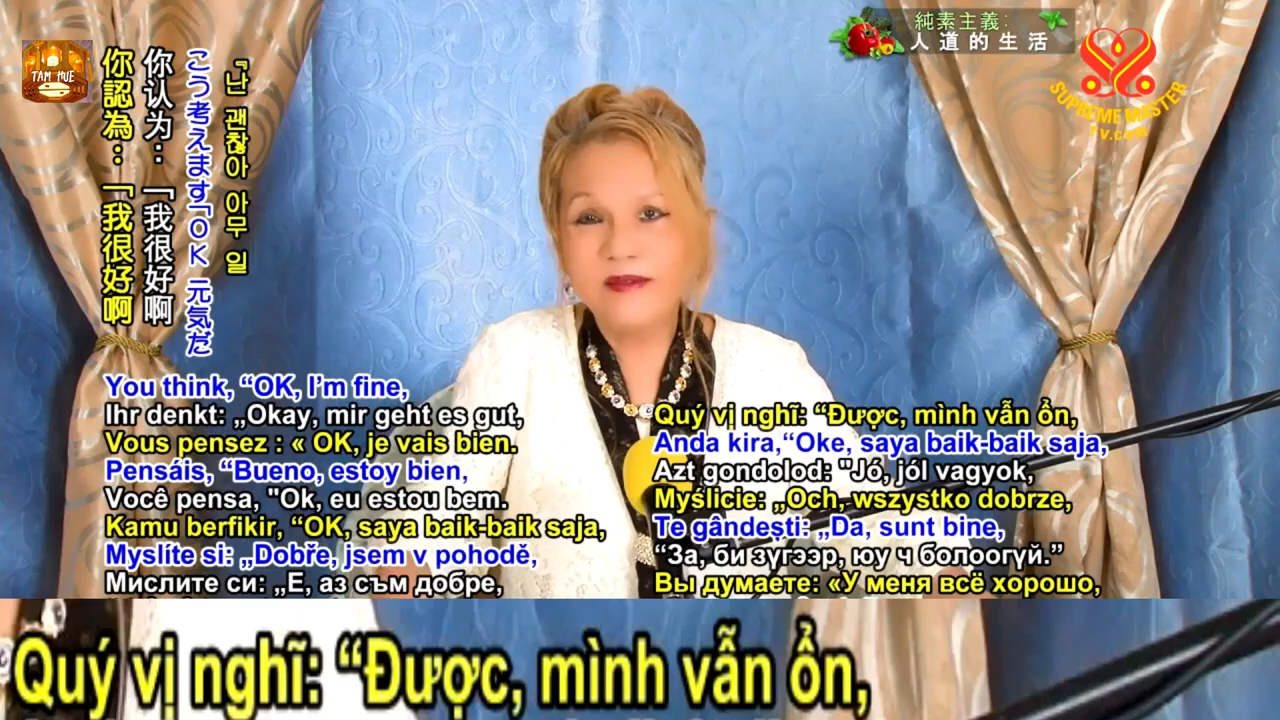 TAM HUE
純素主義：
人道的生活
SUPREME MASTER
TV.com
『난 괜찮아 아무 일
こう考えます「OK 元気だ
你认为：「我很好啊
你認為：「我很好啊
You think, “OK, I’m fine,
Ihr denkt: „Okay, mir geht es gut,
Vous pensez : « OK, je vais bien.
Pensáis, “Bueno, estoy bien,
Você pensa, "Ok, eu estou bem.
Kamu berfikir, “OK, saya baik-baik saja,
Myslíte si: „Dobře, jsem v pohodě,
Мислите си: „Е, аз съм добре,
Quý vị nghĩ: “Được, mình vẫn ổn,
Anda kira,“Oke, saya baik-baik saja,
Azt gondolod: "Jó, jól vagyok,
Myślicie: „Och, wszystko dobrze,
Te gândești: „Da, sunt bine,
“За, би зүгээр, юу ч болоогүй.”
Вы думаете: «У меня всё хорошо,
Quý vị nghĩ: “Được, mình vẫn ổn,